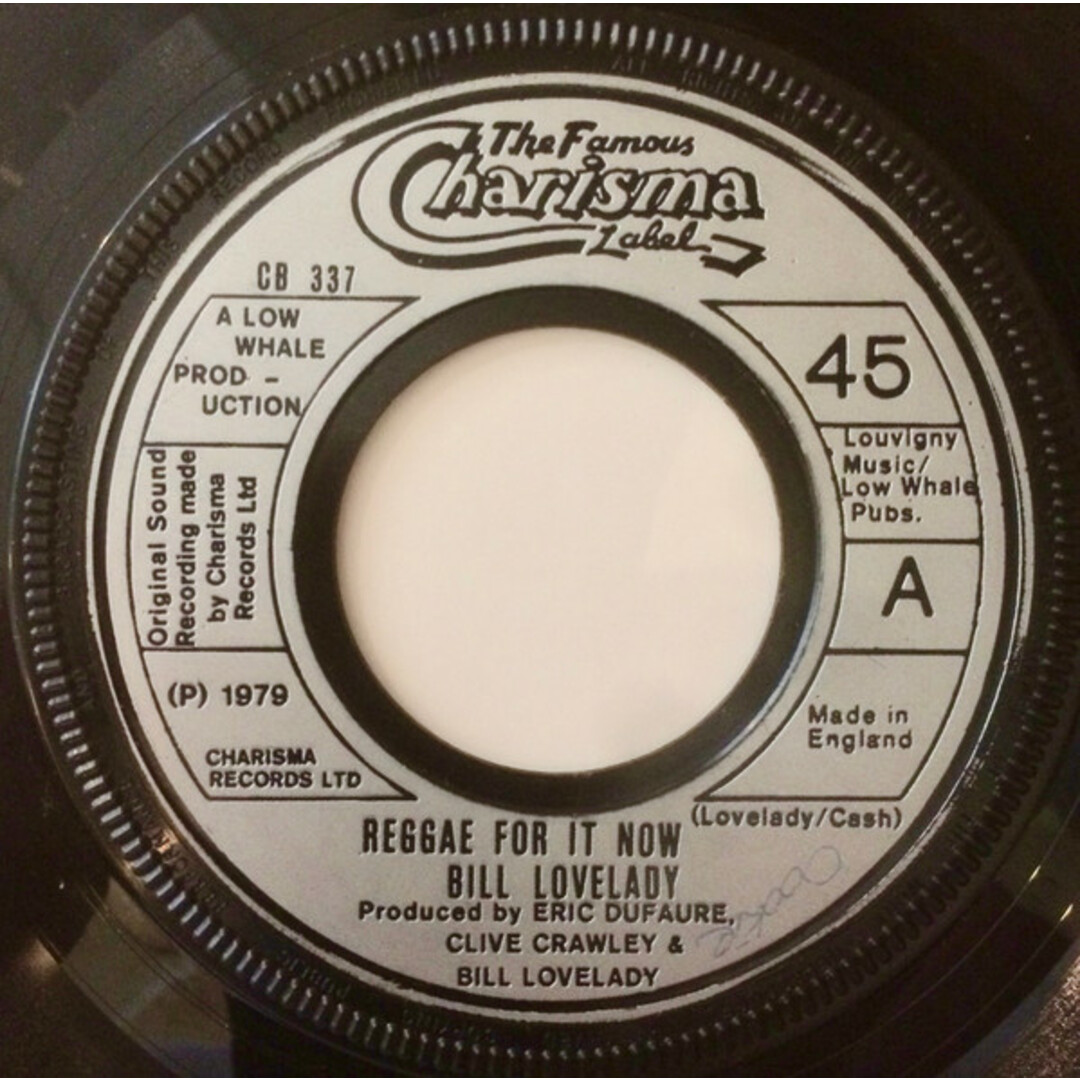 The Famous
Charisma
Label
CB 337
A LOW
WHALE
PROD -
UCTION
Original Sound
Recording made
by Charisma
Records Ltd
(P) 1979
CHARISMA
RECORDS LTD
45
Louvigny
Music/
Low Whale
Pubs.
A
Made in
England
(Lovelady/Cash)
REGGAE FOR IT NOW
BILL LOVELADY
Produced by ERIC DUFAURE,
CLIVE CRAWLEY &
BILL LOVELADY